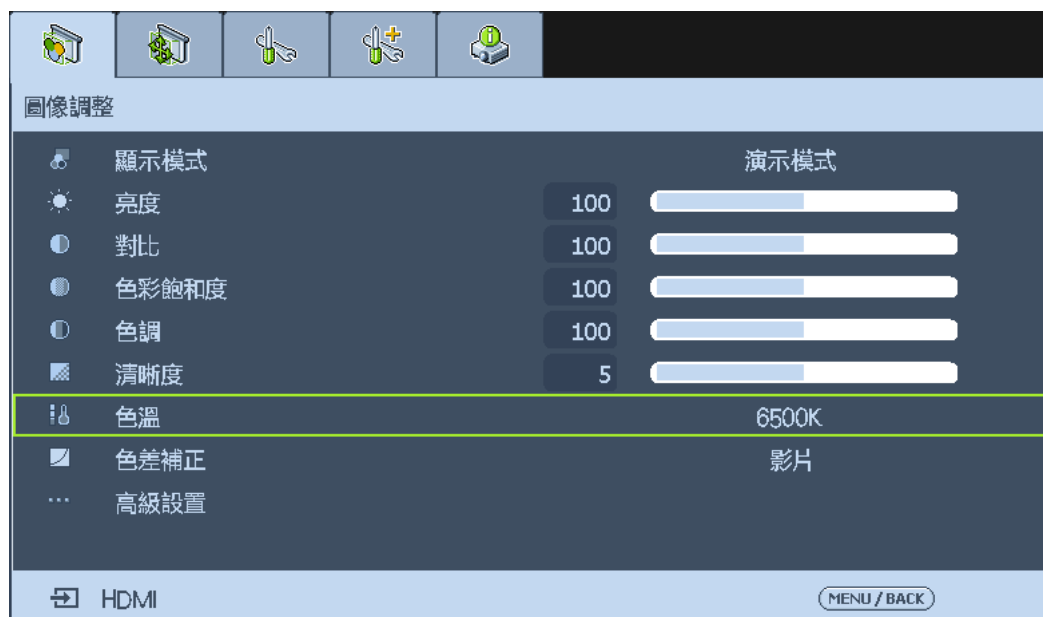 圖像調整
顯示模式 演示模式
亮度 100
對比 100
色彩飽和度 100
色調 100
清晰度 5
色溫 6500K
色差補正 影片
高級設置
HDMI MENU / BACK